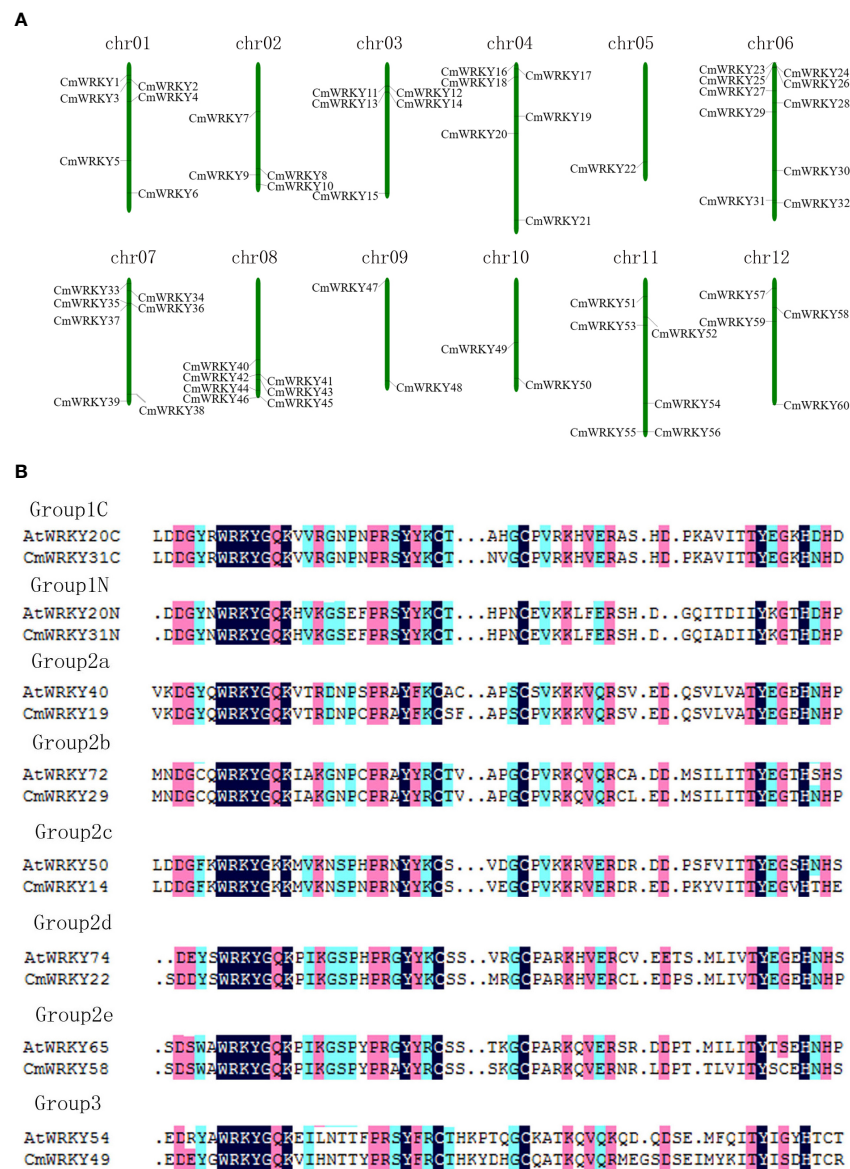 A
chr01 chr02 chr03 chr04 chr05 chr06
CmWRKY1 CmWRKY2
CmWRKY3 CmWRKY4
CmWRKY5
CmWRKY6
CmWRKY7
CmWRKY9 CmWRKY8
CmWRKY10
CmWRKY11 CmWRKY12
CmWRKY13 CmWRKY14
CmWRKY15
CmWRKY16 CmWRKY17
CmWRKY18
CmWRKY19
CmWRKY20
CmWRKY21
CmWRKY22
CmWRKY23 CmWRKY24
CmWRKY25 CmWRKY26
CmWRKY27
CmWRKY28
CmWRKY29
CmWRKY30
CmWRKY31 CmWRKY32
chr07 chr08 chr09 chr10 chr11 chr12
CmWRKY33 CmWRKY34
CmWRKY35 CmWRKY36
CmWRKY37
CmWRKY39 CmWRKY38
CmWRKY40
CmWRKY42 CmWRKY41
CmWRKY44 CmWRKY43
CmWRKY46 CmWRKY45
CmWRKY47
CmWRKY48
CmWRKY49
CmWRKY50
CmWRKY51
CmWRKY53 CmWRKY52
CmWRKY54
CmWRKY55 CmWRKY56
CmWRKY57
CmWRKY58
CmWRKY59
CmWRKY60
B
Group1C
AtWRKY20C LDDGYRWRKYGQKVVRGNPNPRSYYKCT...AHGCPVRKHVERAS.HD.PKAVITTYEGKHDHD
CmWRKY31C LDDGYRWRKYGQKVVRGNPNPRSYYKCT...NVGCPVRKHVERAS.HD.PKAVITTYEGKHNHD
Group1N
AtWRKY20N .DDGYNWRKYGQKHVKGSEFPRSYYKCT...HPNCEVKKLFERSH.D..GQITDIIYKGTHDHP
CmWRKY31N .DDGYNWRKYGQKHVKGSEFPRSYYKCT...HPNCEVKKLFERSH.D..GQIADIIYKGTHDHP
Group2a
AtWRKY40 VKDGYQWRKYGQKVTRDNPSPRAYFKCAC..APSCSVKKKVQRSV.ED.QSVLVATYEGEHNHP
CmWRKY19 VKDGYQWRKYGQKVTRDNPCPRAYFKCSF..APSCPVKKKVQRSV.ED.QSVLVATYEGEHNHP
Group2b
AtWRKY72 MNDGCQWRKYGQKIAKGNPCPRAYYRCTV..APGCPVRKQVQRCA.DD.MSILITTYEGTHSHS
CmWRKY29 MNDGCQWRKYGQKIAKGNPCPRAYYRCTV..APGCPVRKQVQRCL.ED.MSILITTYEGTHNHP
Group2c
AtWRKY50 LDDGFKWRKYGKKMVKNSPHPRNYYKCS...VDGCPVKKRVERDR.DD.PSFVITTYEGSHNHS
CmWRKY14 LDDGFKWRKYGKKMVKNSPNPRNYYKCS...VEGCPVKKRVERDR.ED.PKYVITTYEGVHTHE
Group2d
AtWRKY74 ..DEYSWRKYGQKPIKGSPHPRGYYKCSS..VRGCPARKHVERCV.EETS.MLIVTYEGEHNHS
CmWRKY22 .SDDYSWRKYGQKPIKGSPHPRGYYKCSS..MRGCPARKHVERCL.EDPS.MLIVTYEGEHNHP
Group2e
AtWRKY65 .SDSWAWRKYGQKPIKGSPYPRGYYRCSS..TKGCPARKQVERSR.DDPT.MILITYTSEHNHP
CmWRKY58 .SDSWAWRKYGQKPIKGSPYPRAYYRCSS..SKGCPARKQVERNR.LDPT.TLVITYSCEHNHS
Group3
AtWRKY54 .EDRYAWRKYGQKEILNTTFPRSYFRCTHKPTQGCKATKQVQKQD.QDSE.MFQITYIGYHTCT
CmWRKY49 .EDEYGWRKYGQKVIHNTTYPRSYFRCTHKYDHGCQATKQVQRMEGSDSEIMYKITYISDHTCR